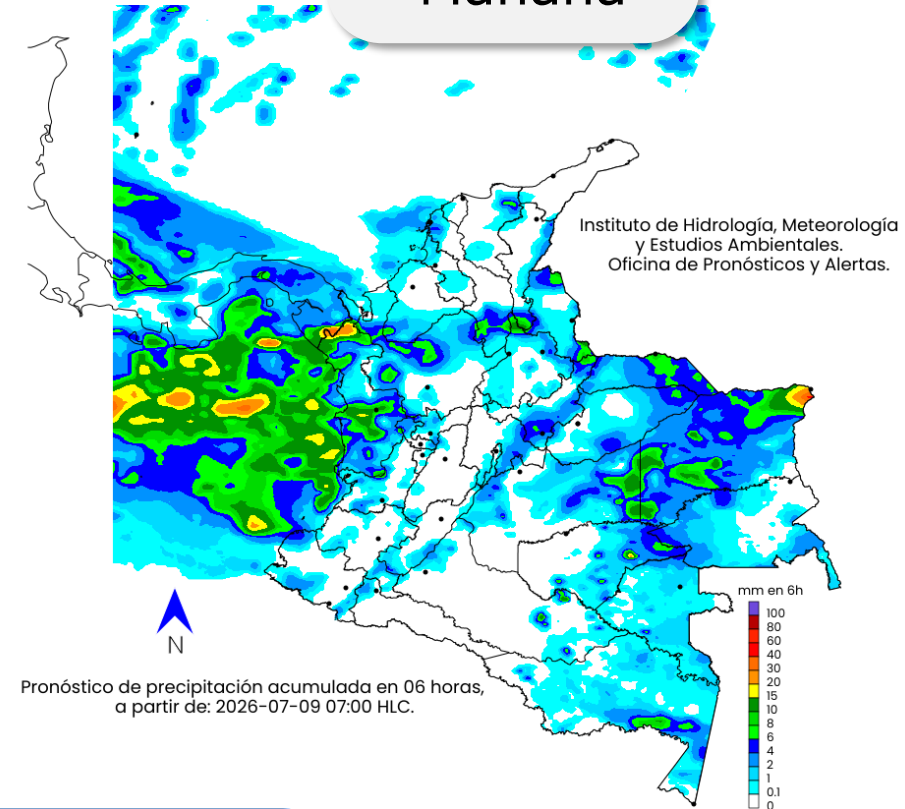 Mañana
Instituto de Hidrología, Meteorología
y Estudios Ambientales.
Oficina de Pronósticos y Alertas.
mm en 6h
100
80
60
40
30
20
15
10
8
6
4
2
1
0.1
0
N
Pronóstico de precipitación acumulada en 06 horas,
a partir de: 2026-07-09 07:00 HLC.